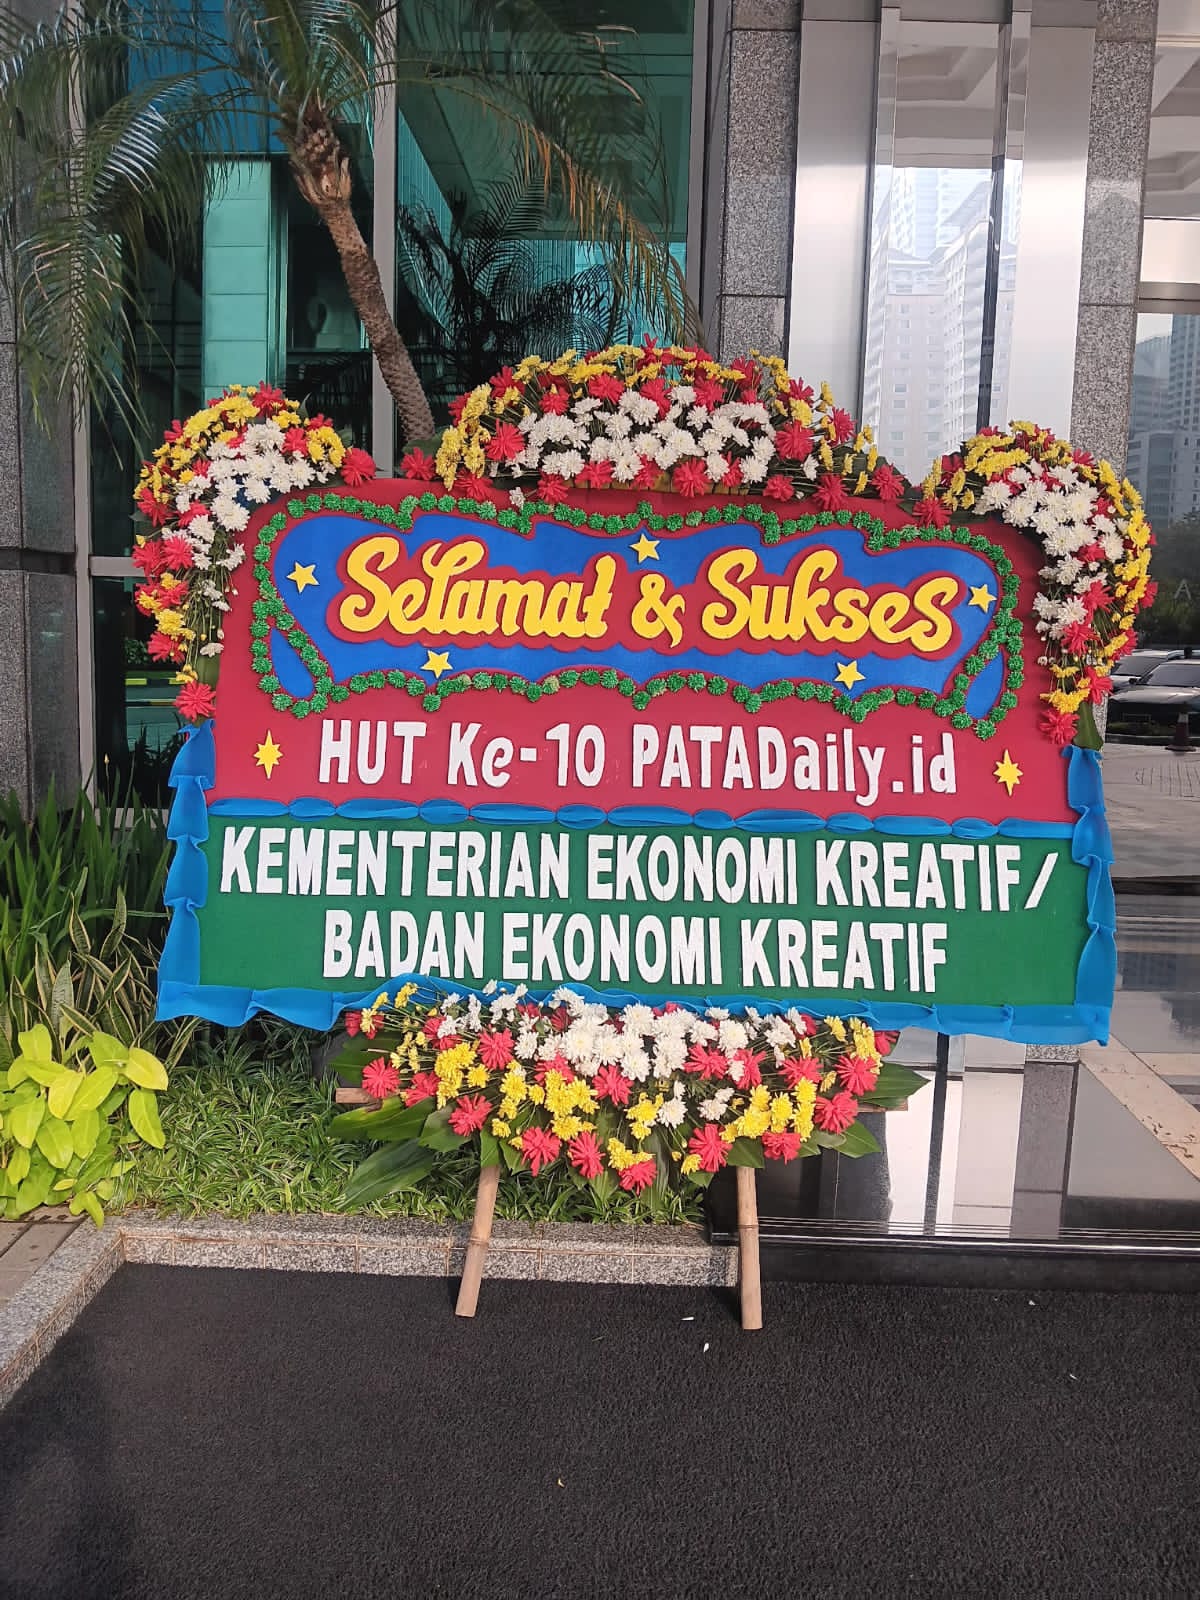 Selamat & Sukses
HUT Ke-10 PATADaily.id
KEMENTERIAN EKONOMI KREATIF/
BADAN EKONOMI KREATIF